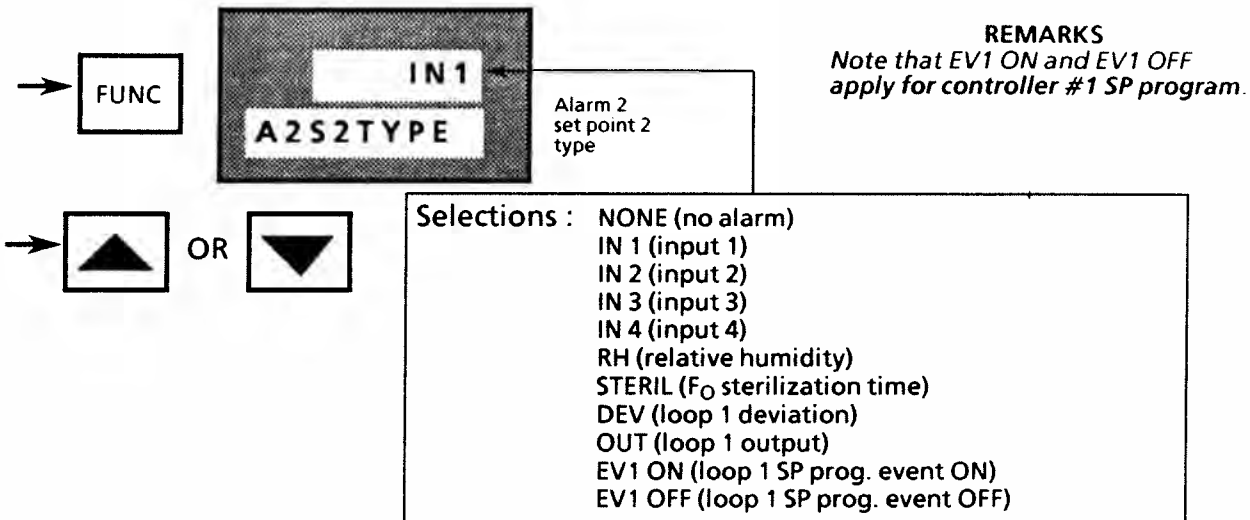 FUNC
IN1
A2S2TYPE
Alarm 2
set point 2
type
REMARKS
Note that EV1 ON and EV1 OFF
apply for controller #1 SP program.
OR
Selections : NONE (no alarm)
IN 1 (input 1)
IN 2 (input 2)
IN 3 (input 3)
IN 4 (input 4)
RH (relative humidity)
STERIL (FO sterilization time)
DEV (loop 1 deviation)
OUT (loop 1 output)
EV1 ON (loop 1 SP prog. event ON)
EV1 OFF (loop 1 SP prog. event OFF)